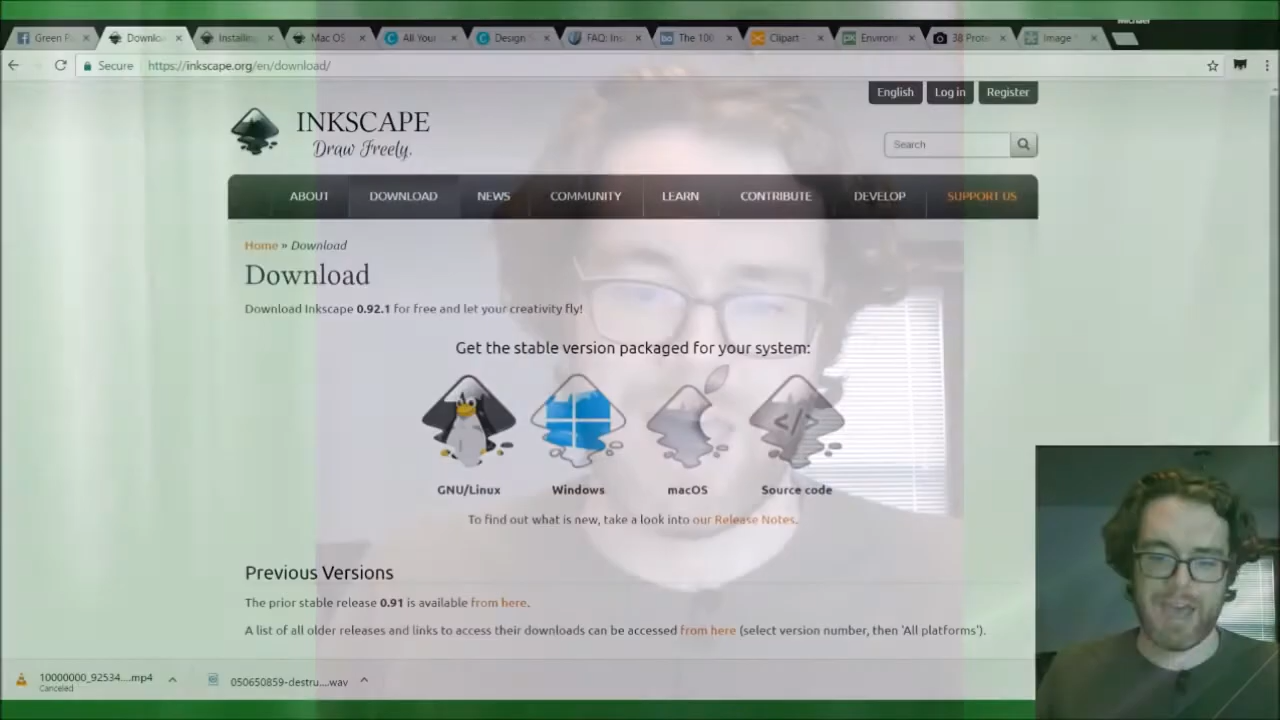 Michael
Green P
Downlo
Installing
Mac OS
All You
Design
FAQ: Ins
The 100
Clipart -
Environ
38 Prote
Image
Secure https://inkscape.org/en/download/
English Log in Register
INKSCAPE
Draw Freely.
Search
ABOUT DOWNLOAD NEWS COMMUNITY LEARN CONTRIBUTE DEVELOP SUPPORT US
Home » Download
Download
Download Inkscape 0.92.1 for free and let your creativity fly!
Get the stable version packaged for your system:
GNU/Linux Windows macOS Source code
To find out what is new, take a look into our Release Notes.
Previous Versions
The prior stable release 0.91 is available from here.
A list of all older releases and links to access their downloads can be accessed from here (select version number, then 'All platforms').
10000000_92534....mp4
Canceled
050650859-destru....wav